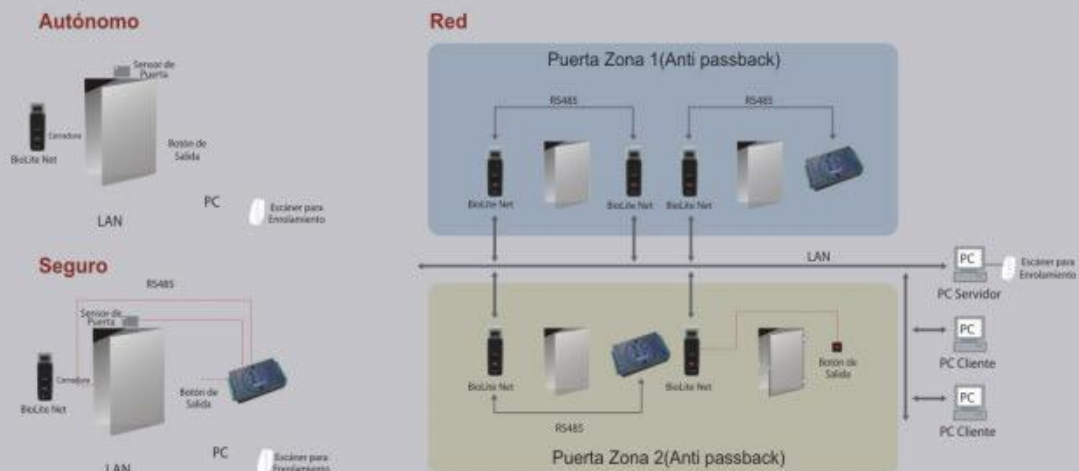 Autónomo
Sensor de
Puerta
Cerradura
BioLite Net
Botón de
Salida
PC
LAN
Escáner para
Enrolamiento
Seguro
RS485
Sensor de
Puerta
Cerradura
BioLite Net
Botón de
Salida
PC
LAN
Escáner para
Enrolamiento
Red
Puerta Zona 1(Anti passback)
RS485
RS485
BioLite Net
BioLite Net
BioLite Net
LAN
PC
Escáner para
Enrolamiento
PC Servidor
PC
PC Cliente
PC
PC Cliente
BioLite Net
BioLite Net
Botón de
Salida
RS485
Puerta Zona 2(Anti passback)